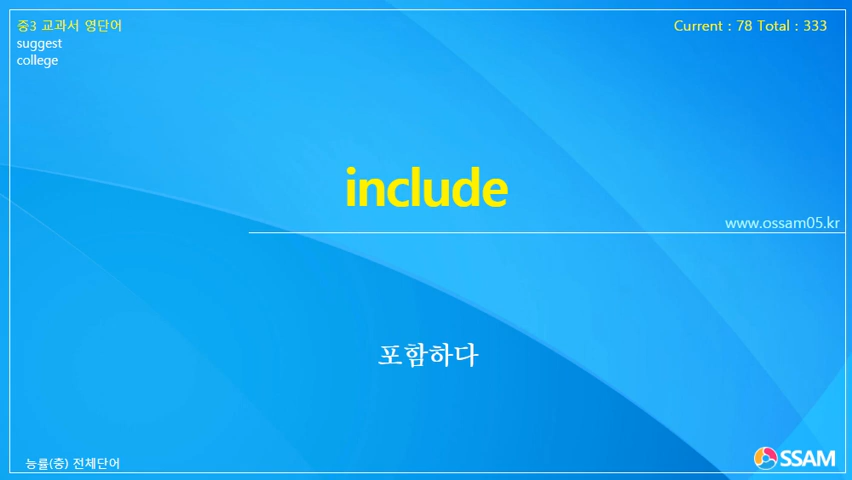 중3 교과서 영단어
Current : 78 Total : 333
suggest
college
include
www.ossam05.kr
포함하다
능률(중) 전체단어
OSSAM